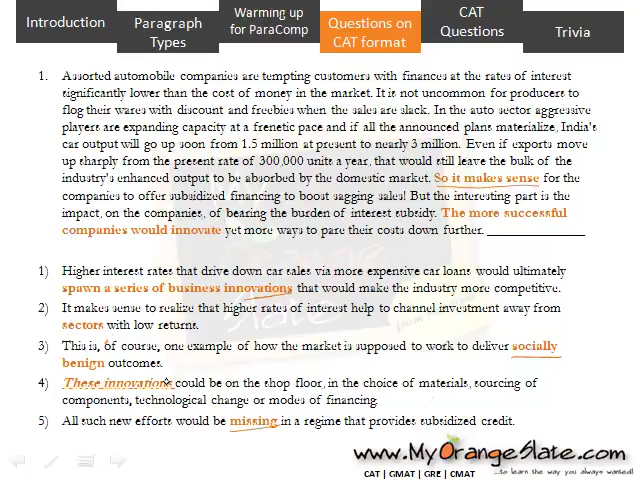 Introduction
Paragraph
Types
Warming up
for ParaComp
Questions on
CAT format
CAT
Questions
Trivia
1. Assorted automobile companies are tempting customers with finances at the rates of interest
significantly lower than the cost of money in the market. It is not uncommon for producers to
flog their wares with discount and freebies when the sales are slack. In the auto sector aggressive
players are expanding capacity at a frenetic pace and if all the announced plans materialize, India's
car output will go up soon from 1.5 million at present to nearly 3 million. Even if exports move
up sharply from the present rate of 300,000 units a year, that would still leave the bulk of the
industry's enhanced output to be absorbed by the domestic market. So it makes sense for the
companies to offer subsidized financing to boost sagging sales! But the interesting part is the
impact, on the companies, of bearing the burden of interest subsidy. The more successful
companies would innovate yet more ways to pare their costs down further. ______________
1) Higher interest rates that drive down car sales via more expensive car loans would ultimately
spawn a series of business innovations that would make the industry more competitive.
2) It makes sense to realize that higher rates of interest help to channel investment away from
sectors with low returns.
3) This is, of course, one example of how the market is supposed to work to deliver socially
benign outcomes.
4) These innovations could be on the shop floor, in the choice of materials, sourcing of
components, technological change or modes of financing.
5) All such new efforts would be missing in a regime that provides subsidized credit.
www.MyOrangeSlate.com
CAT | GMAT | GRE | CMAT
...to learn the way you always wanted!